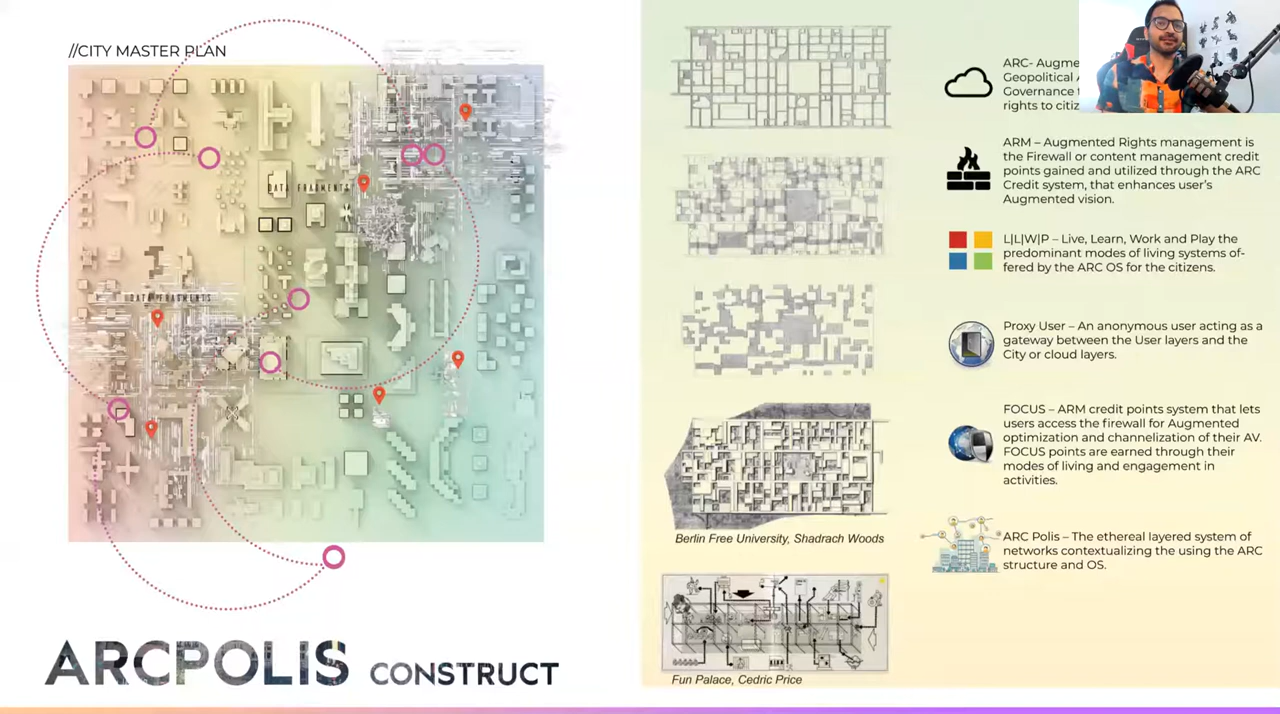 //CITY MASTER PLAN
DATA FRAGMENTS
DATA FRAGMENTS
ARCPOLIS CONSTRUCT
Berlin Free University, Shadrach Woods
Fun Palace, Cedric Price
ARC- Augme
Geopolitical
Governance
rights to citiz
ARM – Augmented Rights management is
the Firewall or content management credit
points gained and utilized through the ARC
Credit system, that enhances user's
Augmented vision.
L|L|W|P – Live, Learn, Work and Play the
predominant modes of living systems of-
fered by the ARC OS for the citizens.
Proxy User – An anonymous user acting as a
gateway between the User layers and the
City or cloud layers.
FOCUS – ARM credit points system that lets
users access the firewall for Augmented
optimization and channelization of their AV.
FOCUS points are earned through their
modes of living and engagement in
activities.
ARC Polis – The ethereal layered system of
networks contextualizing the using the ARC
structure and OS.